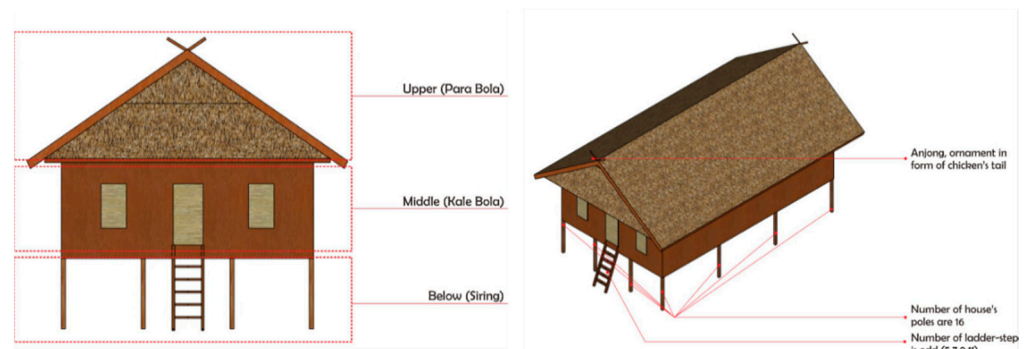 Upper (Para Bola)
Middle (Kale Bola)
Below (Siring)
Anjong, ornament in
form of chicken's tail
Number of house's
poles are 16
Number of ladder-step